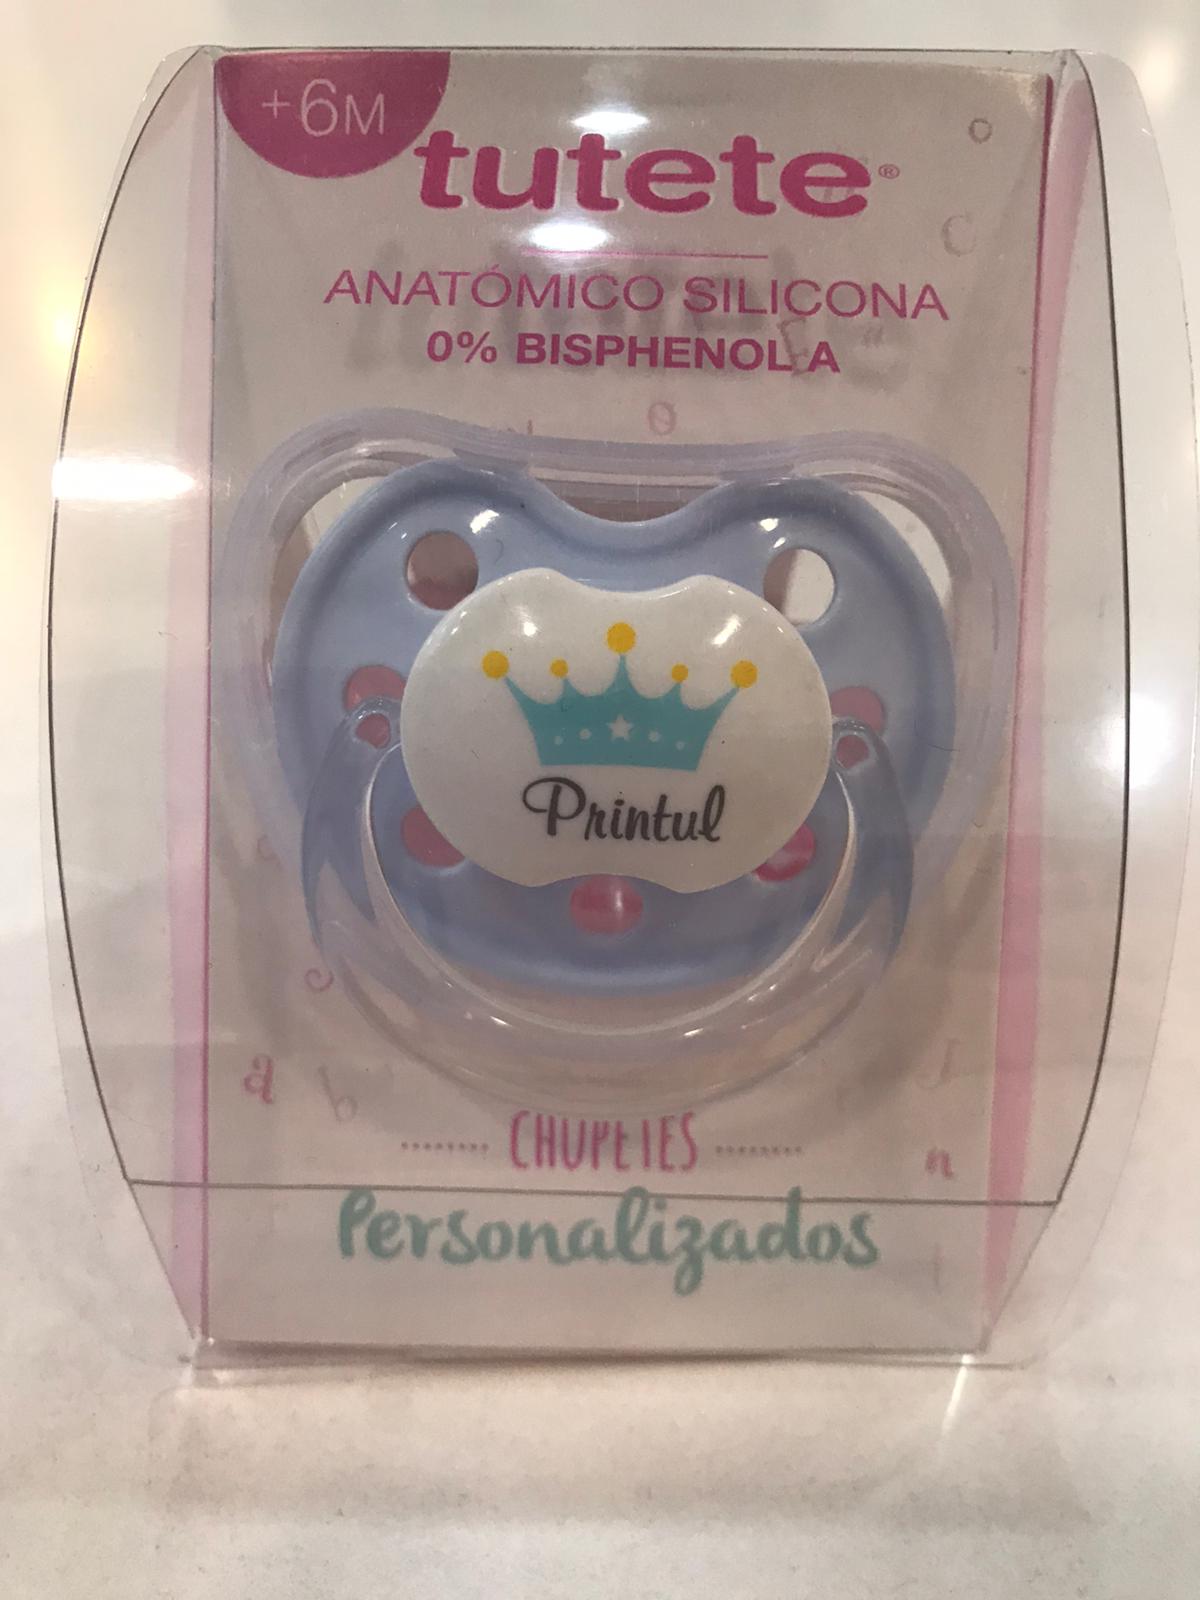 +6M
tutete®
ANATÓMICO SILICONA
0% BISPHENOL A
Printul
CHUPETES
Personalizados